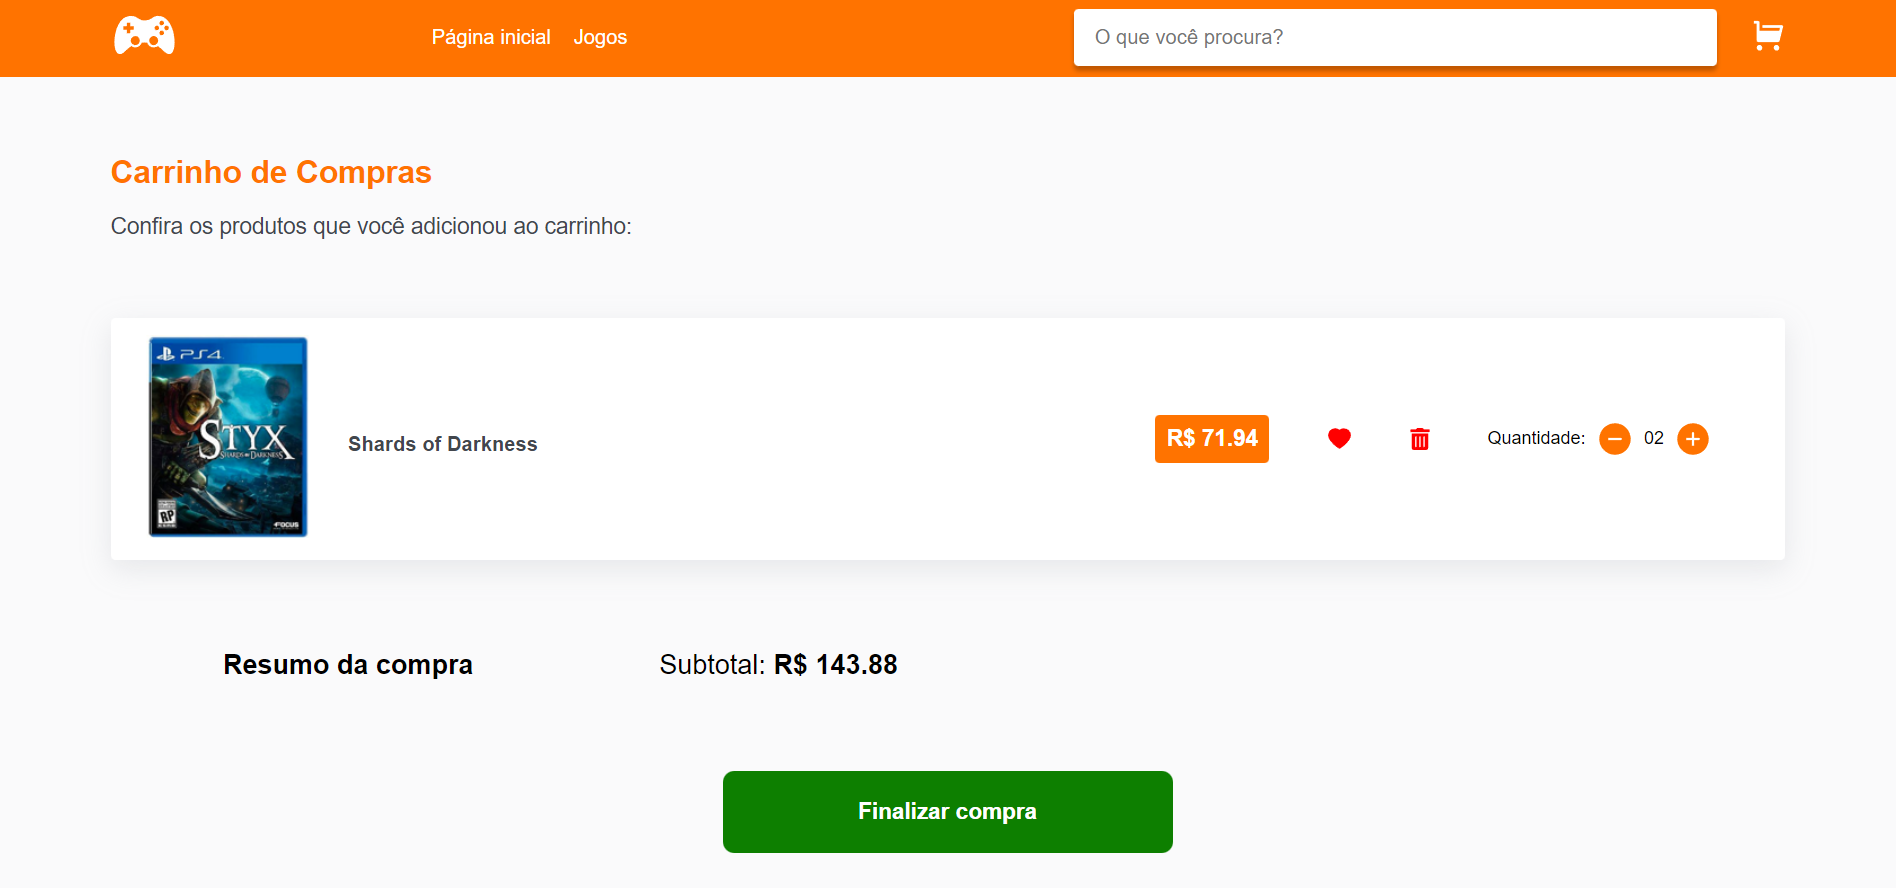 Página inicial Jogos O que você procura?
Carrinho de Compras
Confira os produtos que você adicionou ao carrinho:
PS4
STYX
SHARDS OF DARKNESS
RP
FOCUS
Shards of Darkness
R$ 71.94 Quantidade: 02
Resumo da compra Subtotal: R$ 143.88
Finalizar compra